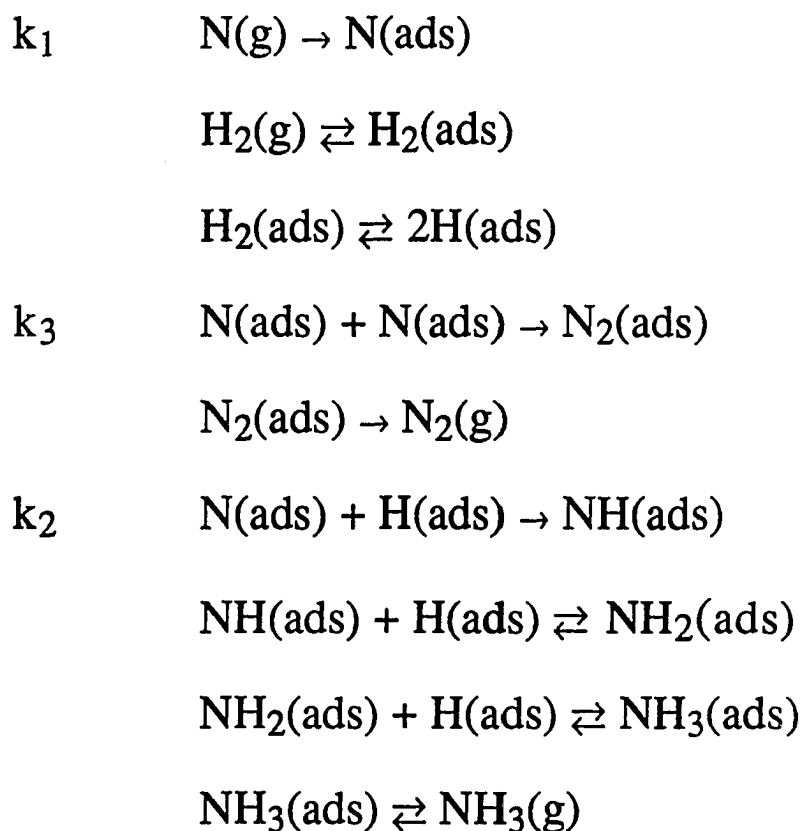 k₁ N(g) → N(ads)
H₂(g) ⇄ H₂(ads)
H₂(ads) ⇄ 2H(ads)
k₃ N(ads) + N(ads) → N₂(ads)
N₂(ads) → N₂(g)
k₂ N(ads) + H(ads) → NH(ads)
NH(ads) + H(ads) ⇄ NH₂(ads)
NH₂(ads) + H(ads) ⇄ NH₃(ads)
NH₃(ads) ⇄ NH₃(g)